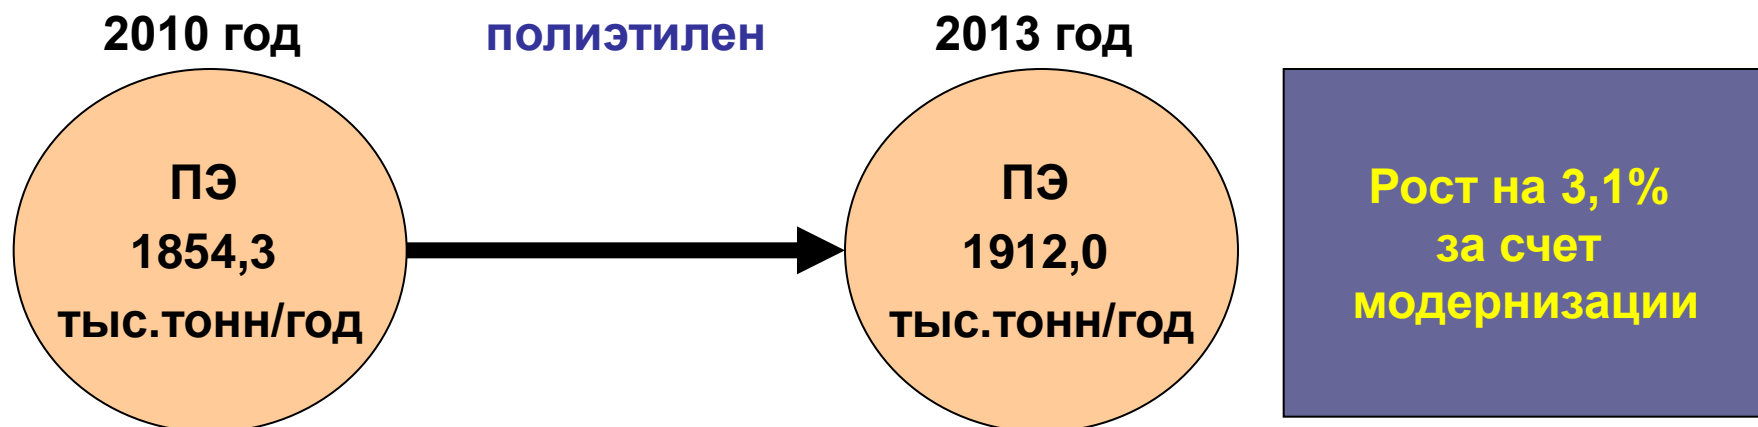 2010 год
полиэтилен
2013 год
ПЭ
1854,3
тыс.тонн/год
ПЭ
1912,0
тыс.тонн/год
Рост на 3,1%
за счет
модернизации